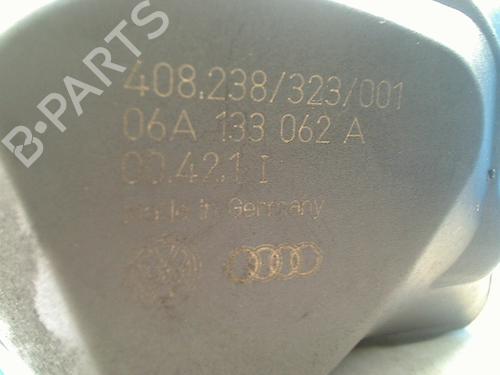 408.238/323/001
06A 133 062 A
00.42.1 I
made in Germany
B-PARTS